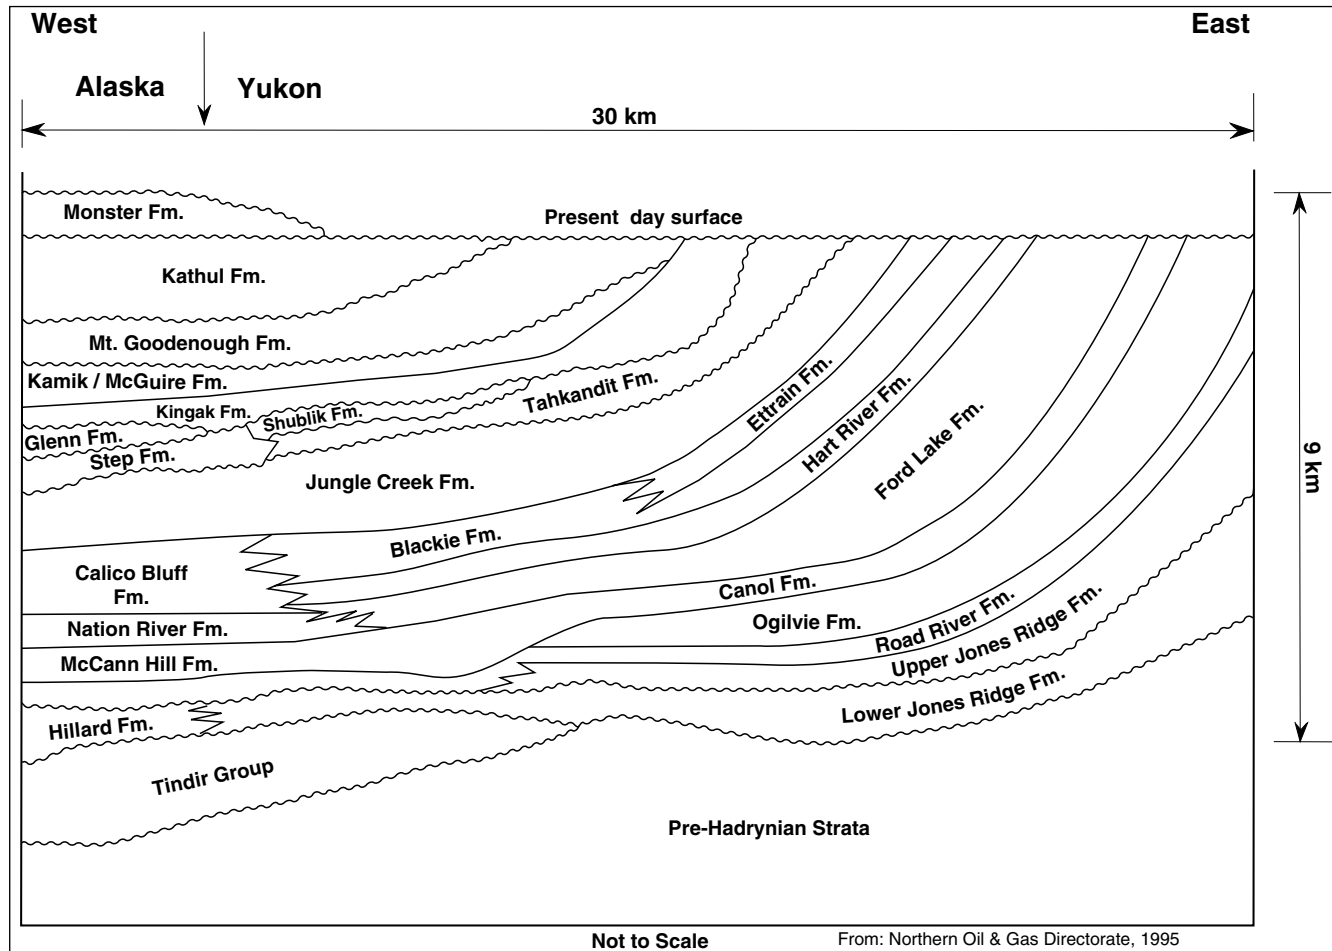 West
East
Alaska
Yukon
30 km
Monster Fm.
Present day surface
Kathul Fm.
Mt. Goodenough Fm.
Kamik / McGuire Fm.
Kingak Fm.
Shublik Fm.
Tahkandit Fm.
Glenn Fm.
Step Fm.
Ettrain Fm.
Hart River Fm.
Ford Lake Fm.
9 km
Jungle Creek Fm.
Blackie Fm.
Calico Bluff
Fm.
Canol Fm.
Nation River Fm.
Ogilvie Fm.
Road River Fm.
McCann Hill Fm.
Upper Jones Ridge Fm.
Lower Jones Ridge Fm.
Hillard Fm.
Tindir Group
Pre-Hadrynian Strata
Not to Scale
From: Northern Oil & Gas Directorate, 1995